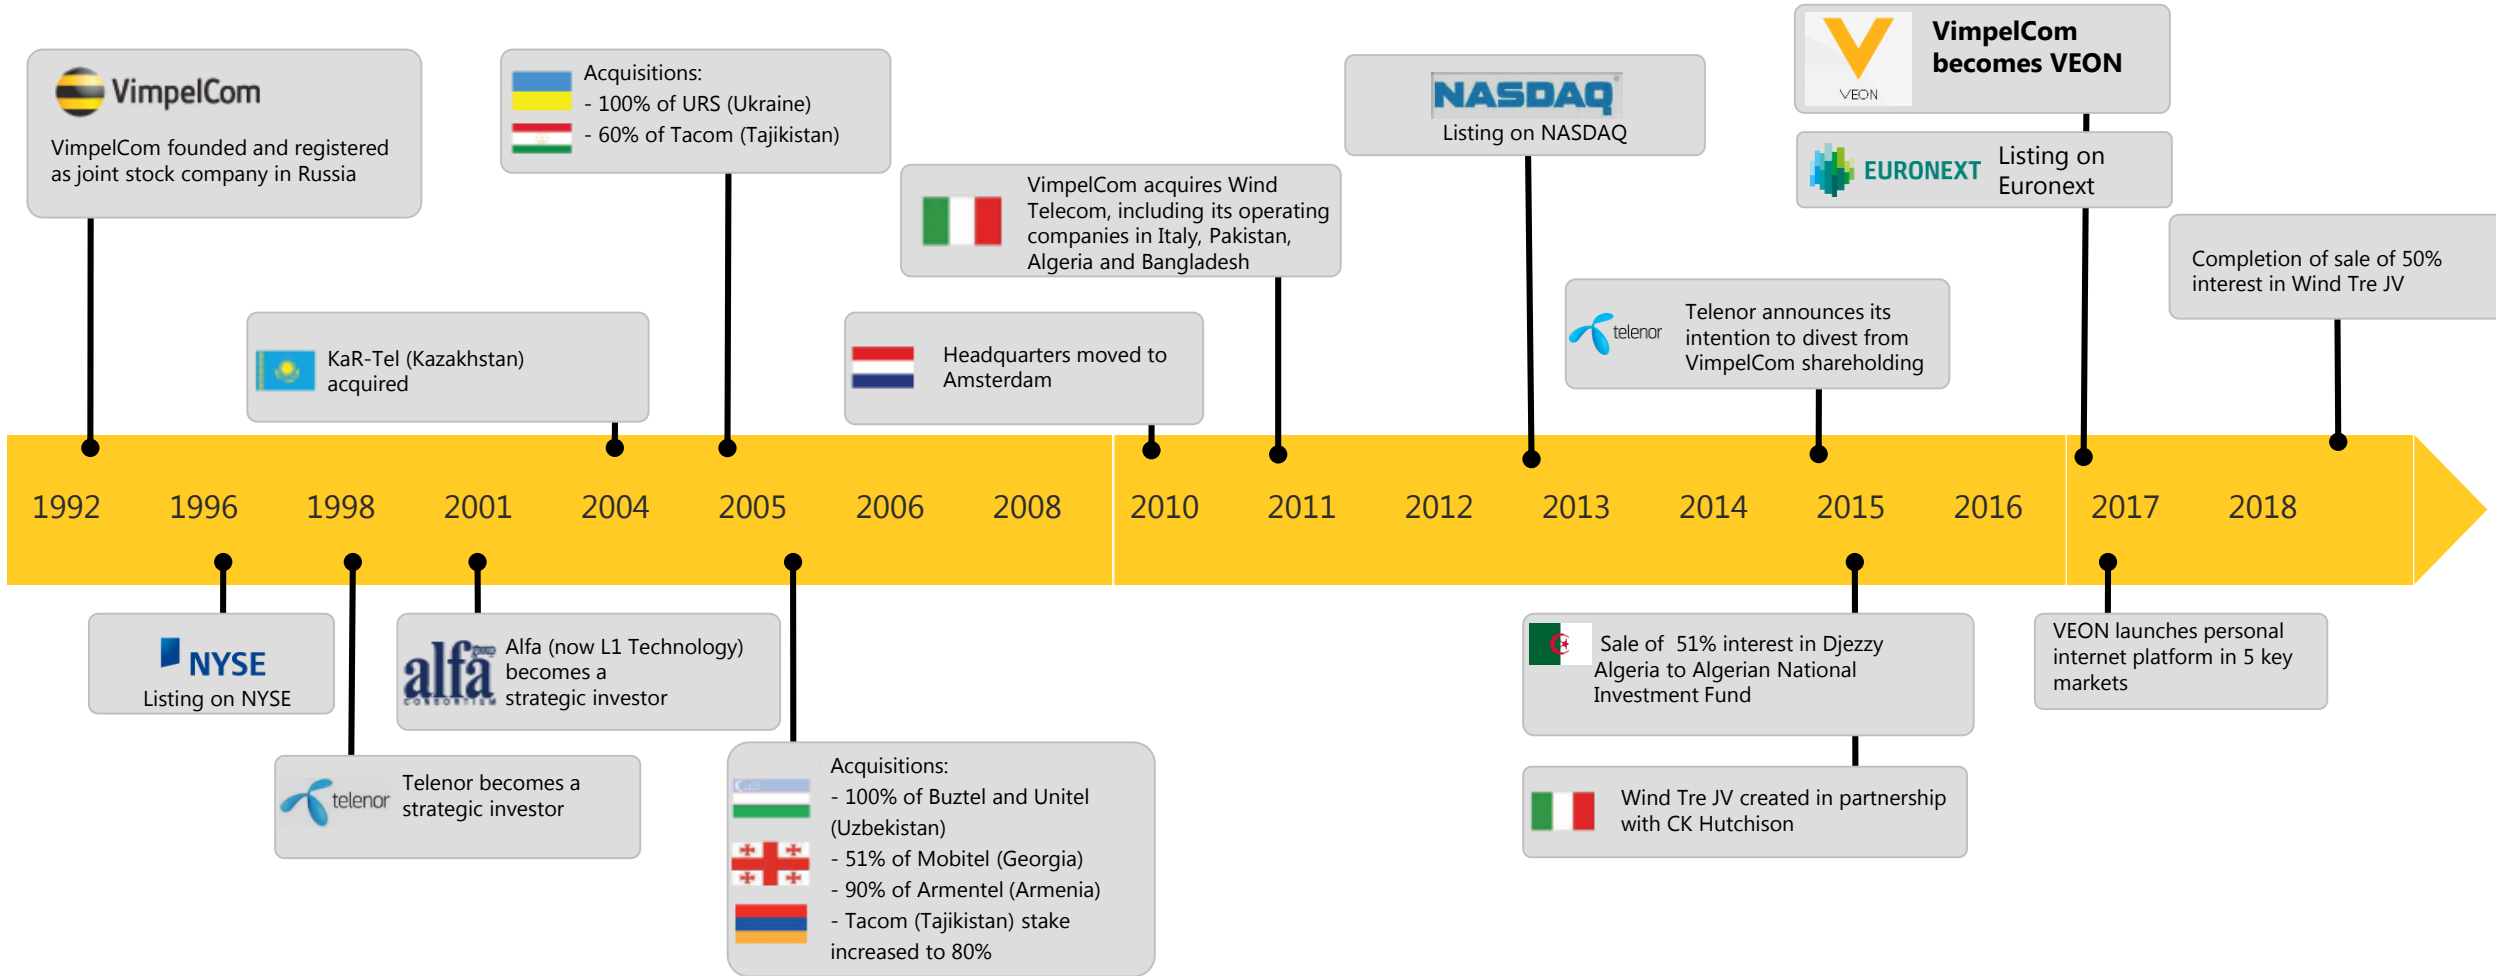 VimpelCom
VimpelCom founded and registered
as joint stock company in Russia
Acquisitions:
- 100% of URS (Ukraine)
- 60% of Tacom (Tajikistan)
KaR-Tel (Kazakhstan)
acquired
VimpelCom acquires Wind
Telecom, including its operating
companies in Italy, Pakistan,
Algeria and Bangladesh
Headquarters moved to
Amsterdam
NASDAQ
Listing on NASDAQ
telenor
Telenor announces its
intention to divest from
VimpelCom shareholding
VEON
VimpelCom
becomes VEON
EURONEXT
Listing on
Euronext
Completion of sale of 50%
interest in Wind Tre JV
1992 1996 1998 2001 2004 2005 2006 2008 2010 2011 2012 2013 2014 2015 2016 2017 2018
NYSE
Listing on NYSE
telenor
Telenor becomes a
strategic investor
alfa
group
CONSORTIUM
Alfa (now L1 Technology)
becomes a
strategic investor
Acquisitions:
- 100% of Buztel and Unitel
(Uzbekistan)
- 51% of Mobitel (Georgia)
- 90% of Armentel (Armenia)
- Tacom (Tajikistan) stake
increased to 80%
Sale of 51% interest in Djezzy
Algeria to Algerian National
Investment Fund
Wind Tre JV created in partnership
with CK Hutchison
VEON launches personal
internet platform in 5 key
markets